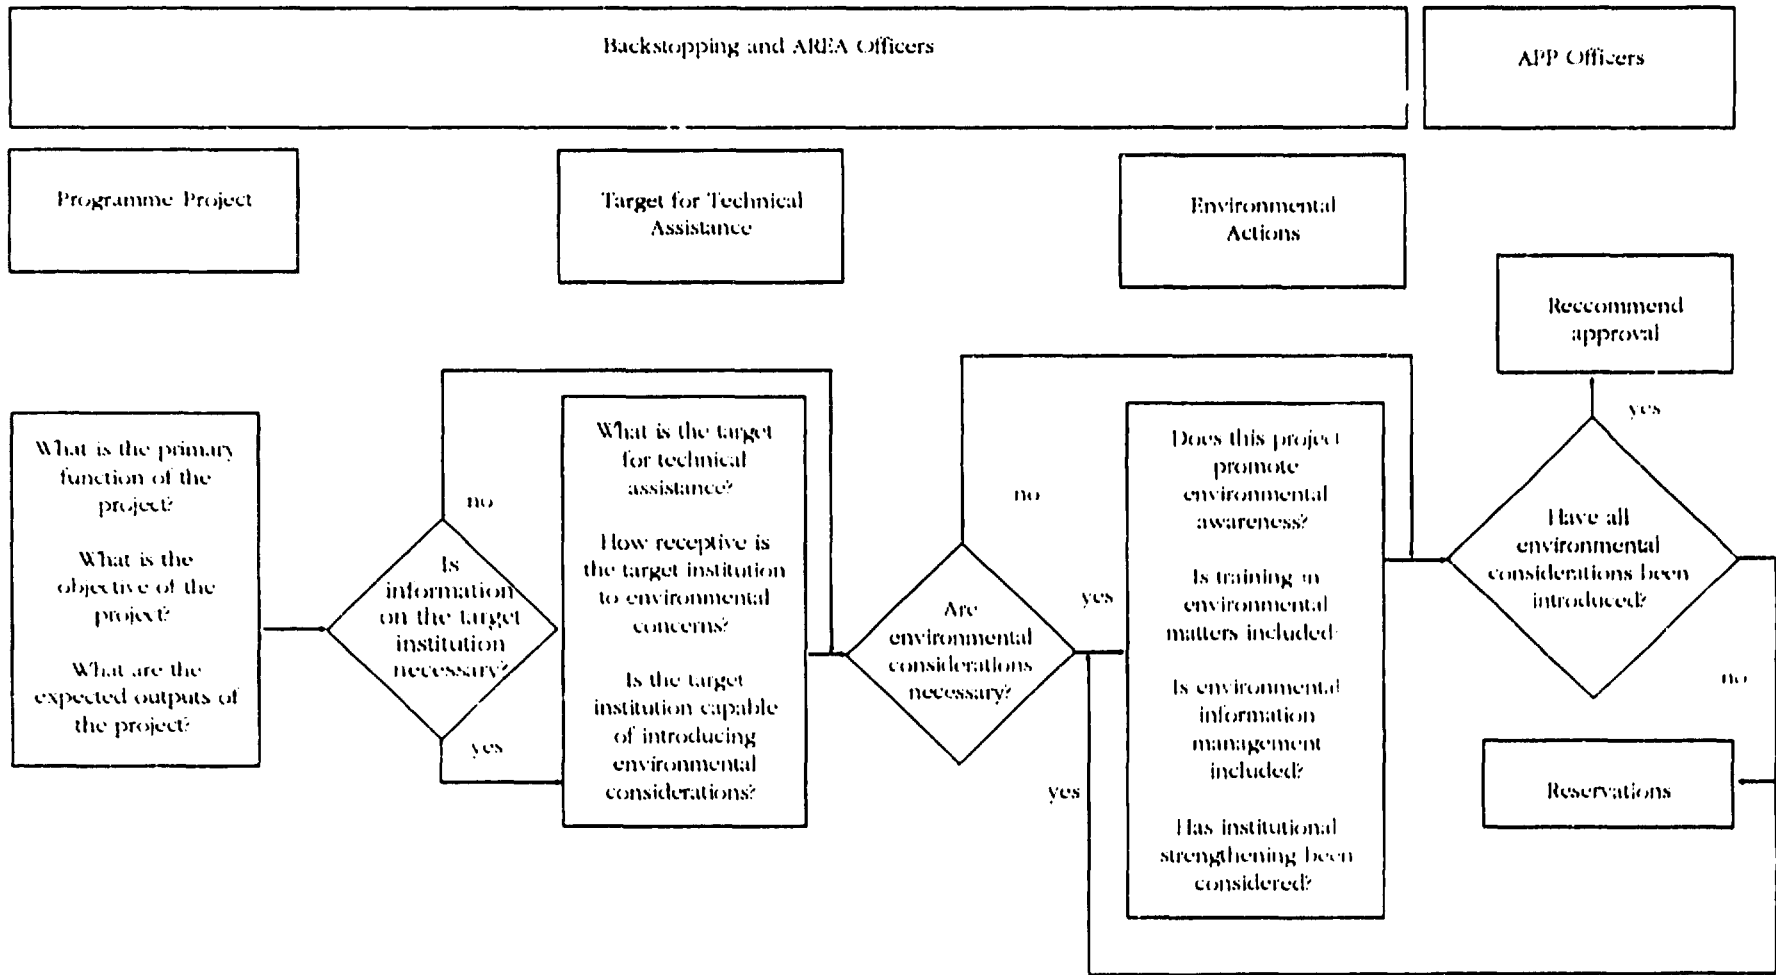 Backstopping and AREA Officers
APP Officers
Programme Project
Target for Technical
Assistance
Environmental
Actions
Reccommend
approval
yes
What is the primary
function of the
project?
What is the
objective of the
project?
What are the
expected outputs of
the project?
no
Is
information
on the target
institution
necessary?
yes
What is the target
for technical
assistance?
How receptive is
the target institution
to environmental
concerns?
Is the target
institution capable
of introducing
environmental
considerations?
no
Are
environmental
considerations
necessary?
yes
yes
Does this project
promote
environmental
awareness?
Is training in
environmental
matters included?
Is environmental
information
management
included?
Has institutional
strengthening been
considered?
Have all
environmental
considerations been
introduced?
no
Reservations